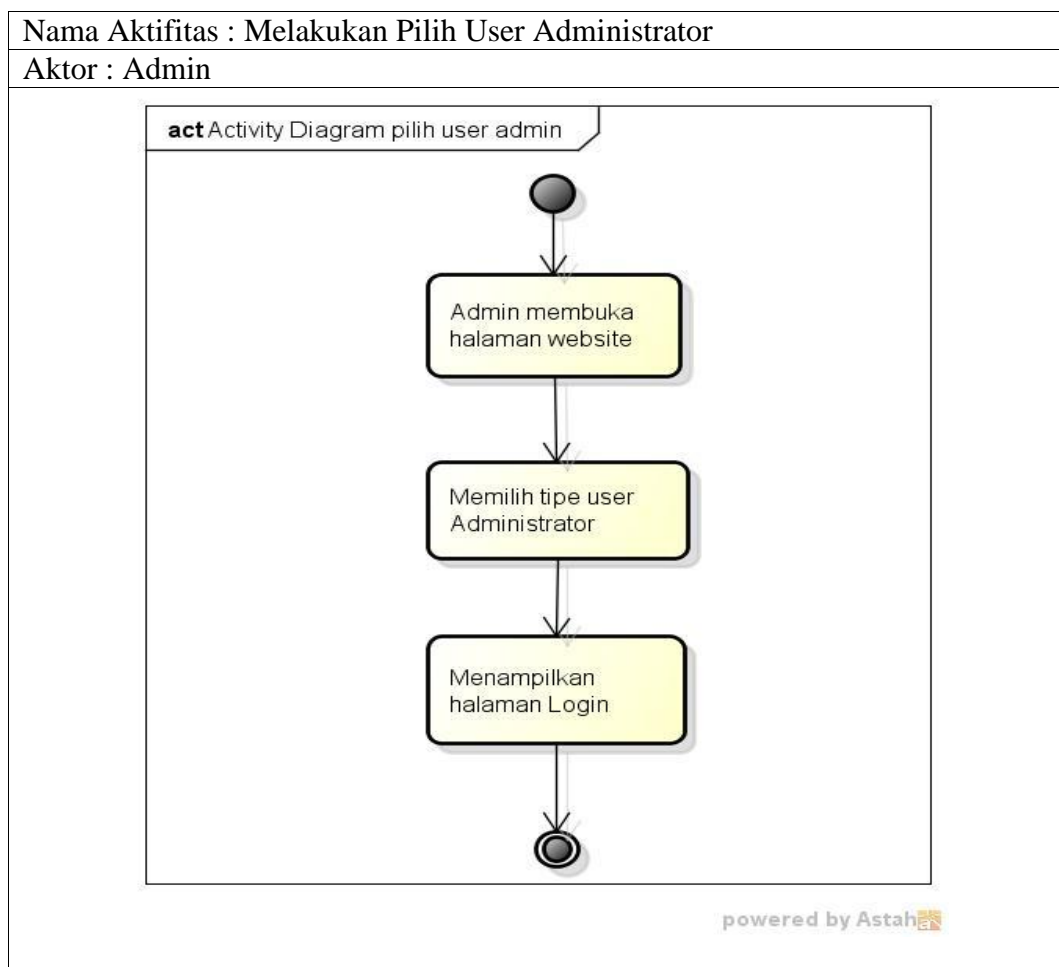 Nama Aktifitas : Melakukan Pilih User Administrator
Aktor : Admin
act Activity Diagram pilih user admin
Admin membuka
halaman website
Memilih tipe user
Administrator
Menampilkan
halaman Login
powered by Astah